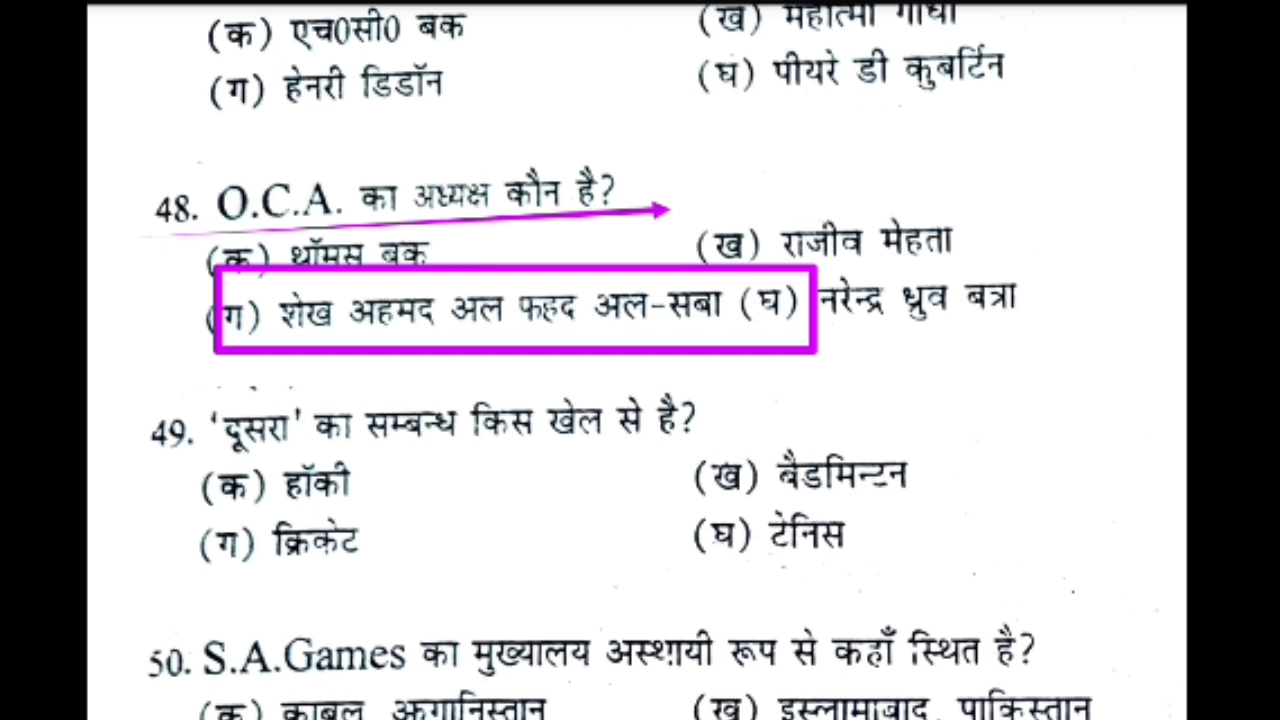 (क) एच0सी0 बक (ख) महात्मा गांधी
(ग) हेनरी डिडॉन (घ) पीयरे डी कुबर्टिन
48. O.C.A. का अध्यक्ष कौन है?
(क) थॉमस बक (ख) राजीव मेहता
(ग) शेख अहमद अल फहद अल-सबा (घ) नरेन्द्र ध्रुव बत्रा
49. 'दूसरा' का सम्बन्ध किस खेल से है?
(क) हॉकी (ख) बैडमिन्टन
(ग) क्रिकेट (घ) टेनिस
50. S.A.Games का मुख्यालय अस्थायी रूप से कहाँ स्थित है?
(क) काबुल, अफगानिस्तान (ख) इस्लामाबाद, पाकिस्तान